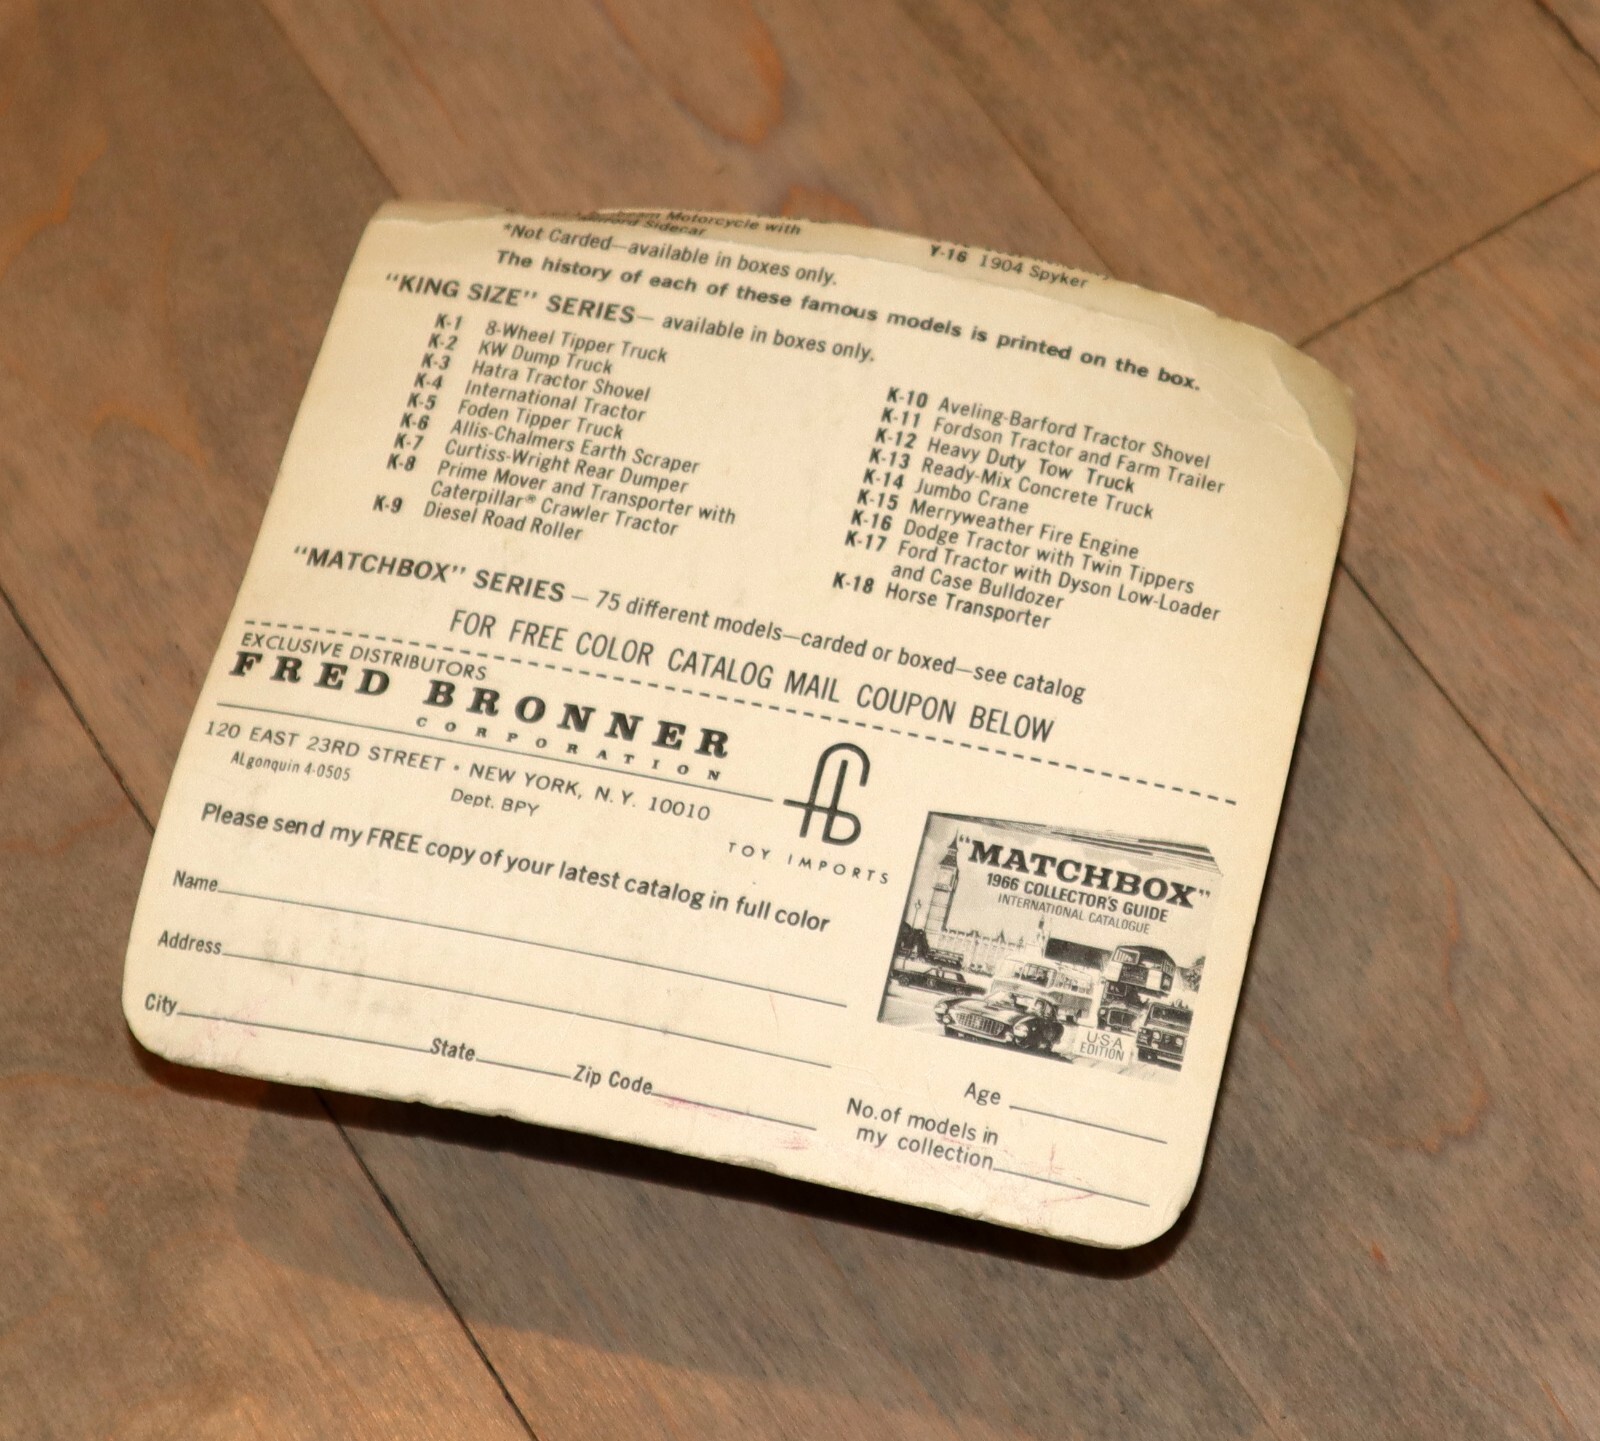 Motorcycle with
Sidecar
Y-16 1904 Spyker
*Not Carded—available in boxes only.
The history of each of these famous models is printed on the box.
"KING SIZE" SERIES— available in boxes only.
K-1 8-Wheel Tipper Truck
K-2 KW Dump Truck
K-3 Hatra Tractor Shovel
K-4 International Tractor
K-5 Foden Tipper Truck
K-6 Allis-Chalmers Earth Scraper
K-7 Curtiss-Wright Rear Dumper
K-8 Prime Mover and Transporter with
Caterpillar® Crawler Tractor
K-9 Diesel Road Roller
K-10 Aveling-Barford Tractor Shovel
K-11 Fordson Tractor and Farm Trailer
K-12 Heavy Duty Tow Truck
K-13 Ready-Mix Concrete Truck
K-14 Jumbo Crane
K-15 Merryweather Fire Engine
K-16 Dodge Tractor with Twin Tippers
K-17 Ford Tractor with Dyson Low-Loader
and Case Bulldozer
K-18 Horse Transporter
"MATCHBOX" SERIES — 75 different models—carded or boxed—see catalog
FOR FREE COLOR CATALOG MAIL COUPON BELOW
EXCLUSIVE DISTRIBUTORS
FRED BRONNER
CORPORATION
120 EAST 23RD STREET • NEW YORK, N.Y. 10010
ALgonquin 4-0505
Dept. BPY
TOY IMPORTS
Please send my FREE copy of your latest catalog in full color
Name
Address
City
State
Zip Code
"MATCHBOX"
1966 COLLECTOR'S GUIDE
INTERNATIONAL CATALOGUE
USA
EDITION
Age
No.of models in
my collection